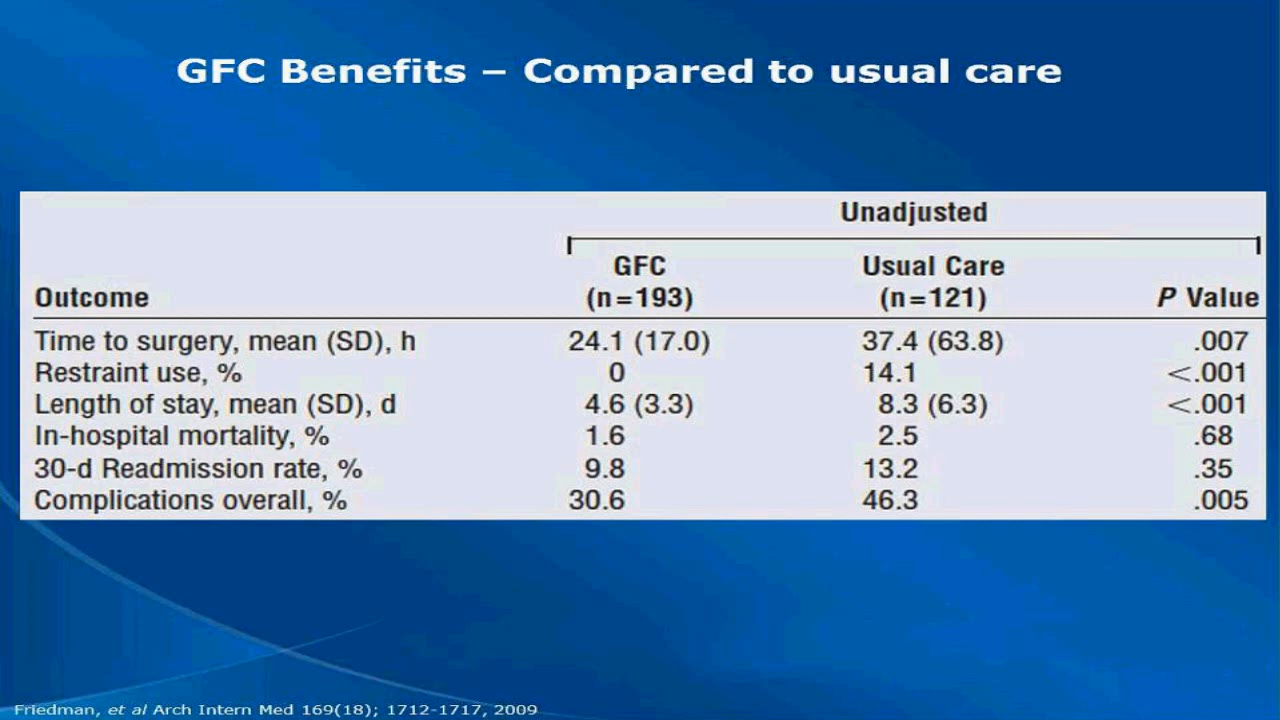 GFC Benefits – Compared to usual care
Unadjusted
GFC Usual Care
Outcome (n=193) (n=121) P Value
Time to surgery, mean (SD), h 24.1 (17.0) 37.4 (63.8) .007
Restraint use, % 0 14.1 <.001
Length of stay, mean (SD), d 4.6 (3.3) 8.3 (6.3) <.001
In-hospital mortality, % 1.6 2.5 .68
30-d Readmission rate, % 9.8 13.2 .35
Complications overall, % 30.6 46.3 .005
Friedman, et al Arch Intern Med 169(18); 1712-1717, 2009